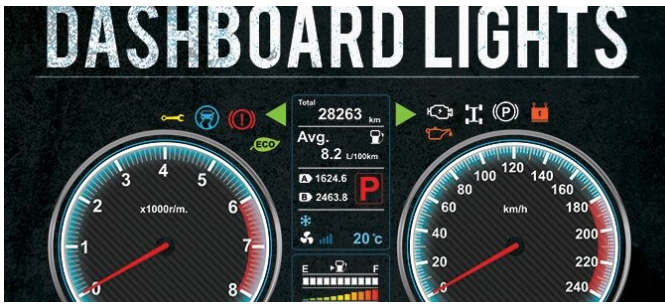 DASHBOARD LIGHTS
Total
28263 km
Avg.
8.2 L/100km
A 1624.6
B 2463.8
P
20°c
E F
ECO
(!)
(P)
0 1 2 3 4 5 6 7 8
x1000r/m.
0 20 40 60 80 100 120 140 160 180 200 220 240
km/h